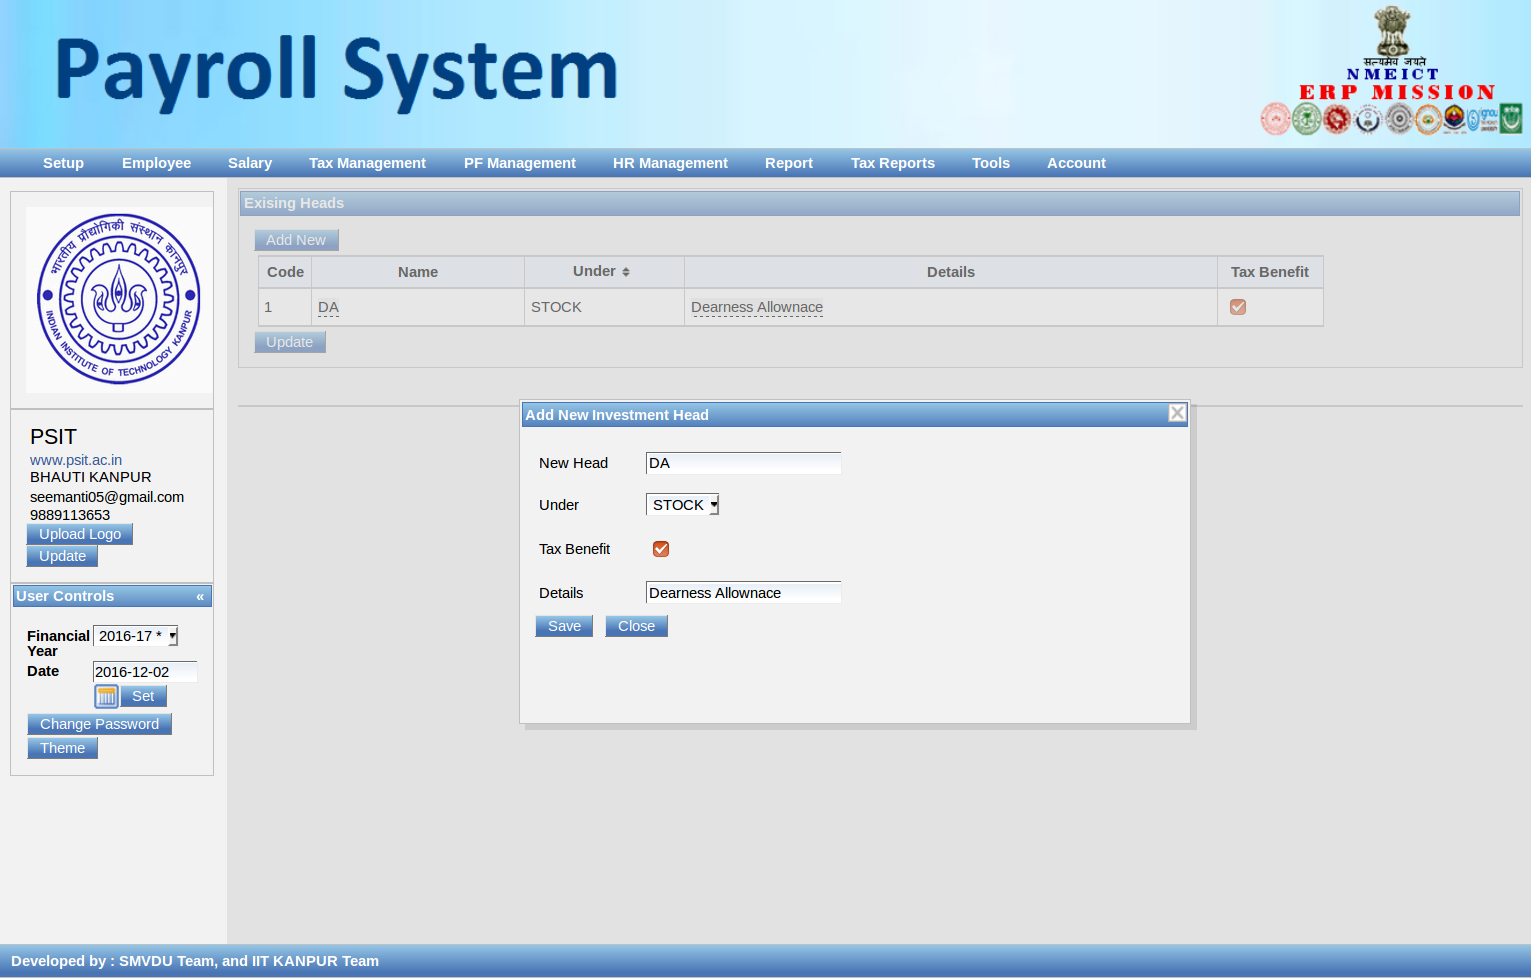 Payroll System
सत्यमेव जयते
NMEICT
ERP MISSION
Setup Employee Salary Tax Management PF Management HR Management Report Tax Reports Tools Account
भारतीय प्रौद्योगिकी संस्थान कानपुर
INDIAN INSTITUTE OF TECHNOLOGY KANPUR
PSIT
www.psit.ac.in
BHAUTI KANPUR
seemanti05@gmail.com
9889113653
Upload Logo
Update
User Controls «
Financial Year 2016-17 *
Date 2016-12-02
Set
Change Password
Theme
Exising Heads
Add New
Code Name Under Details Tax Benefit
1 DA STOCK Dearness Allownace
Update
Add New Investment Head
New Head DA
Under STOCK
Tax Benefit
Details Dearness Allownace
Save Close
Developed by : SMVDU Team, and IIT KANPUR Team